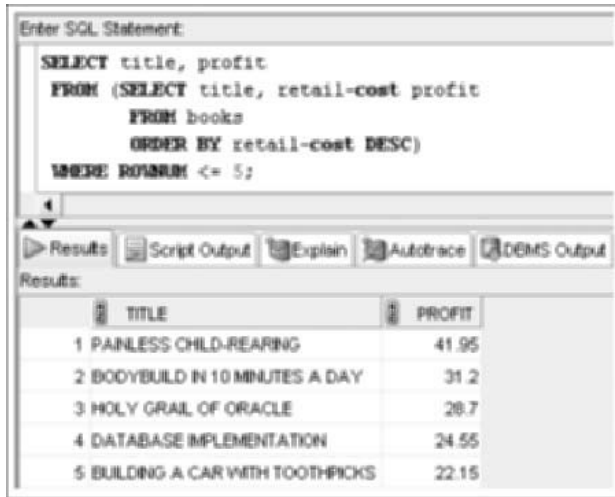 Enter SQL Statement:
SELECT title, profit
FROM (SELECT title, retail-cost profit
FROM books
ORDER BY retail-cost DESC)
WHERE ROWNUM <= 5;
Results Script Output Explain Autotrace DBMS Output
Results:
TITLE PROFIT
1 PAINLESS CHILD-REARING 41.95
2 BODYBUILD IN 10 MINUTES A DAY 31.2
3 HOLY GRAIL OF ORACLE 28.7
4 DATABASE IMPLEMENTATION 24.55
5 BUILDING A CAR WITH TOOTHPICKS 22.15